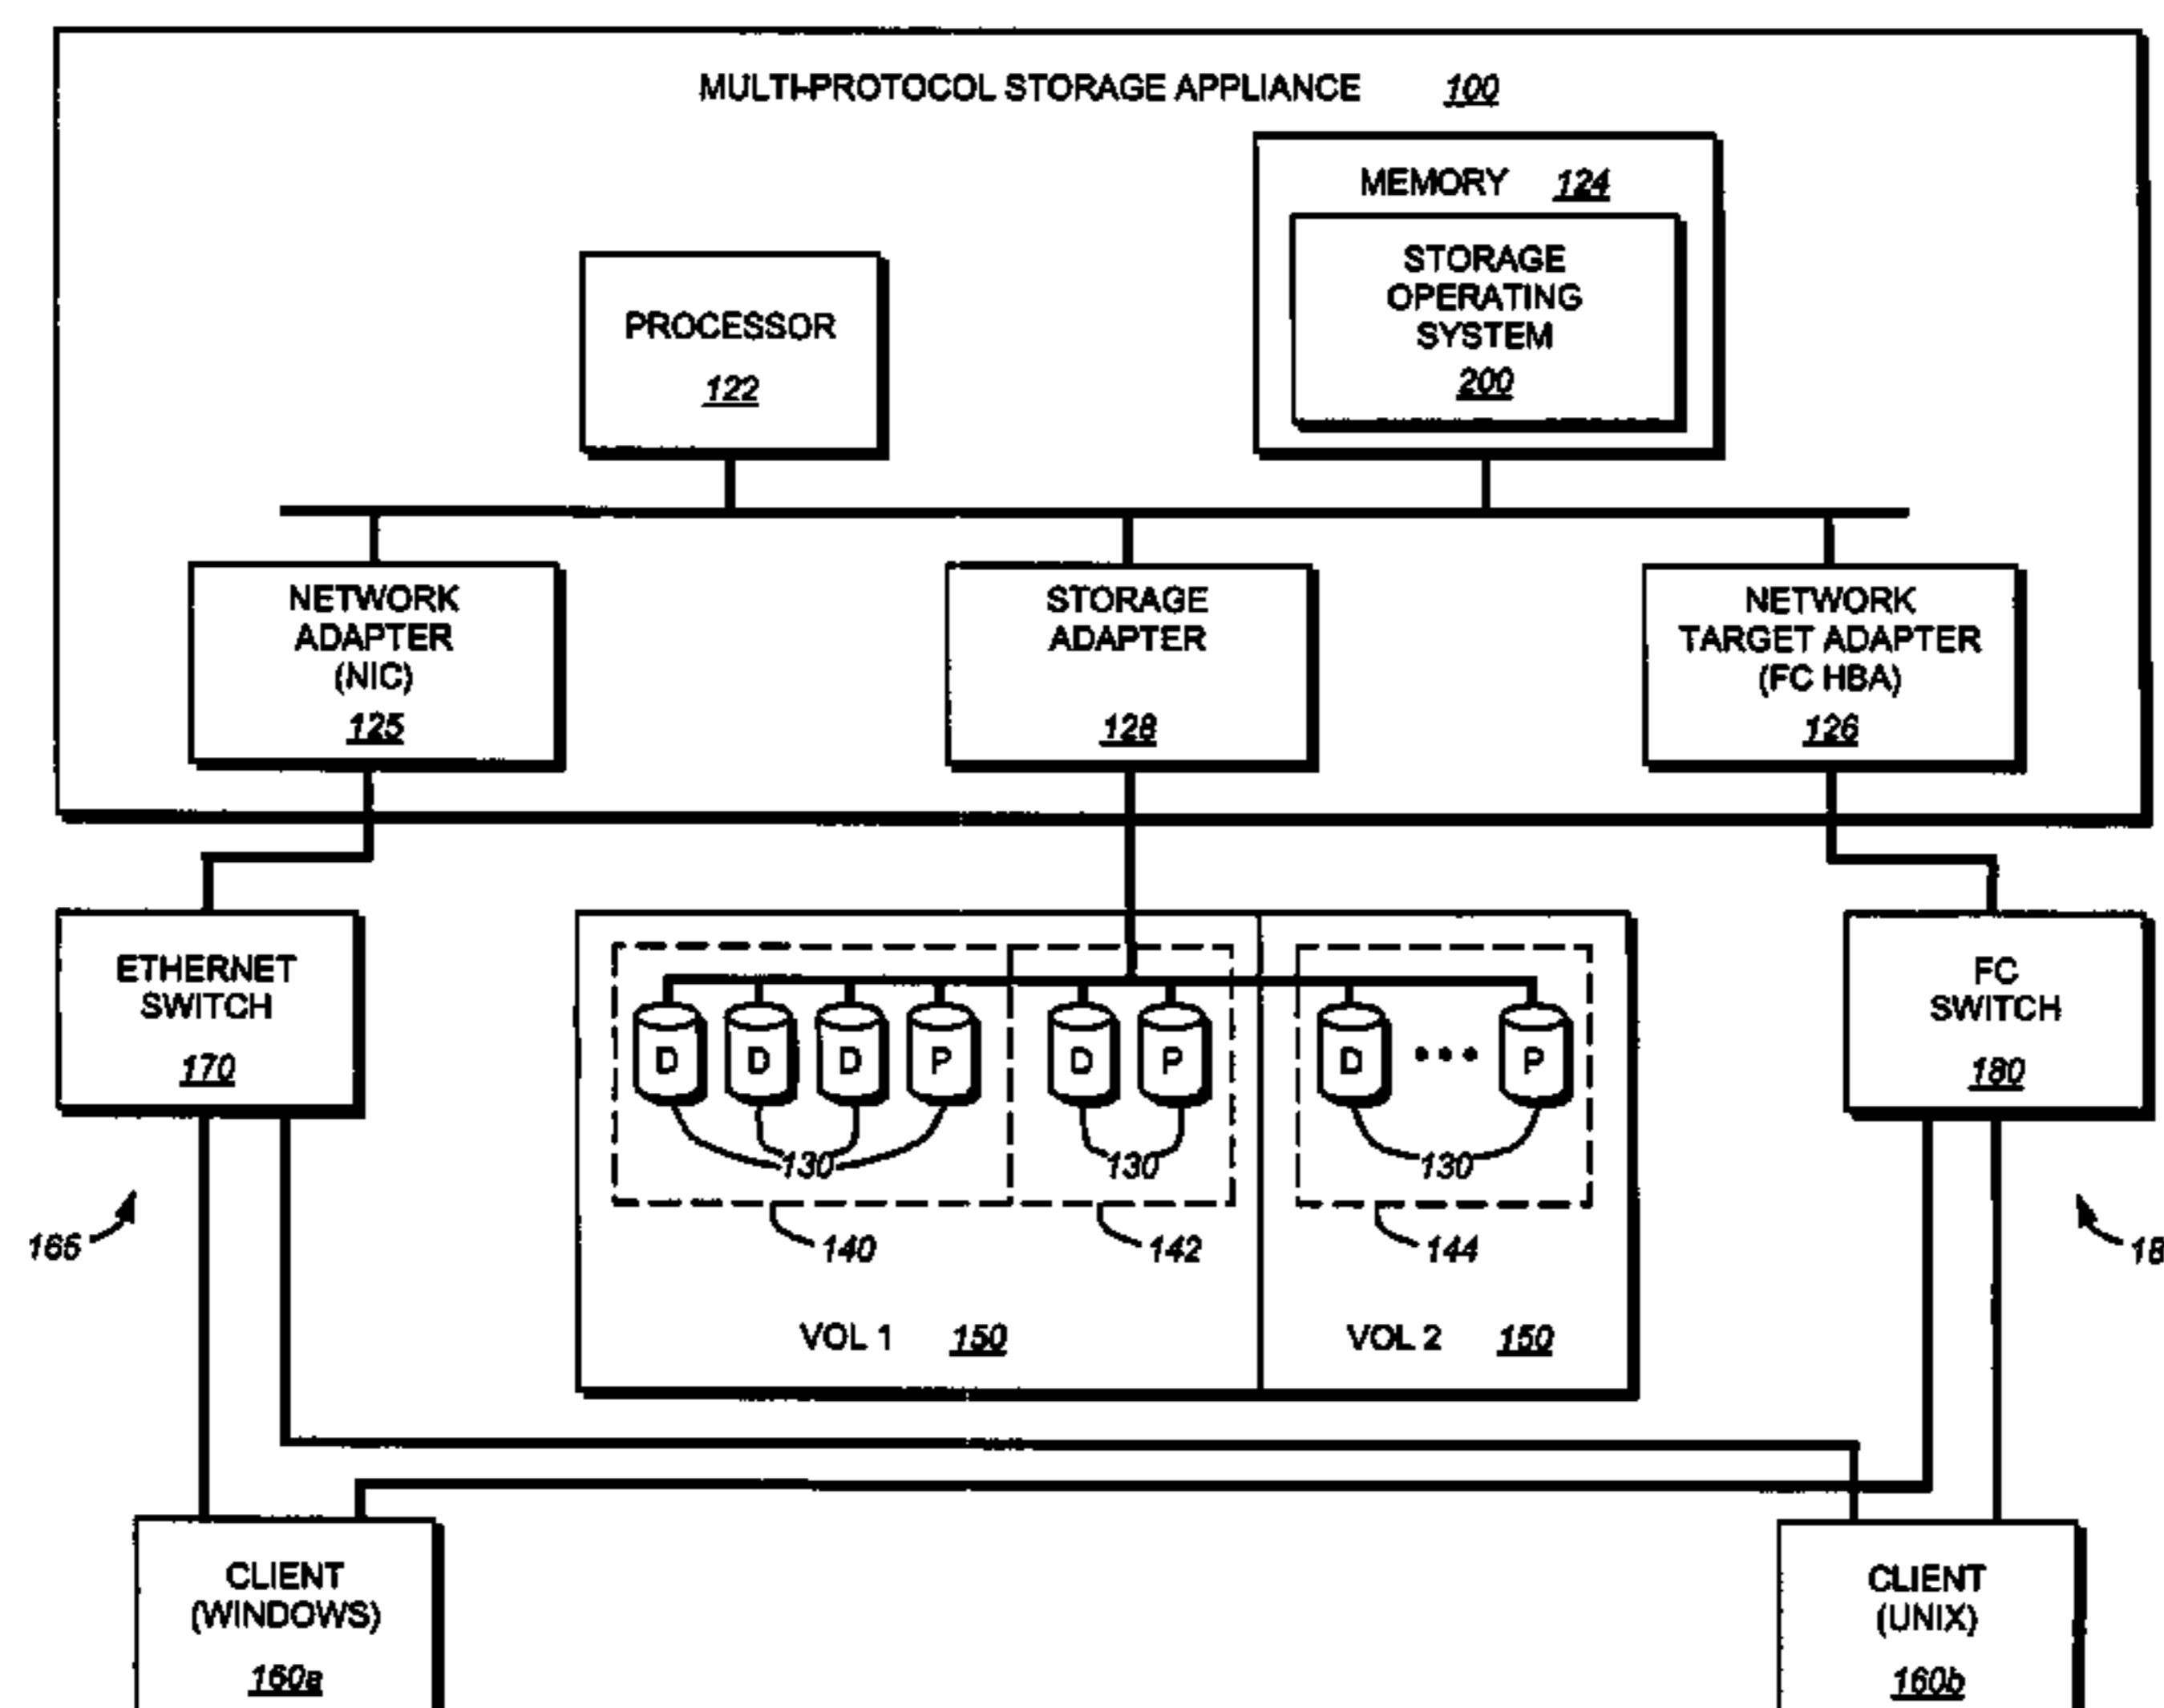 MULTI-PROTOCOL STORAGE APPLIANCE 100
MEMORY 124
STORAGE
OPERATING
SYSTEM
200
PROCESSOR
122
NETWORK
ADAPTER
(NIC)
125
STORAGE
ADAPTER
128
NETWORK
TARGET ADAPTER
(FC HBA)
126
ETHERNET
SWITCH
170
D D D P D P D P
130 130 130
140 142 144
VOL 1 150 VOL 2 150
FC
SWITCH
180
165
18
CLIENT
(WINDOWS)
160a
CLIENT
(UNIX)
160b